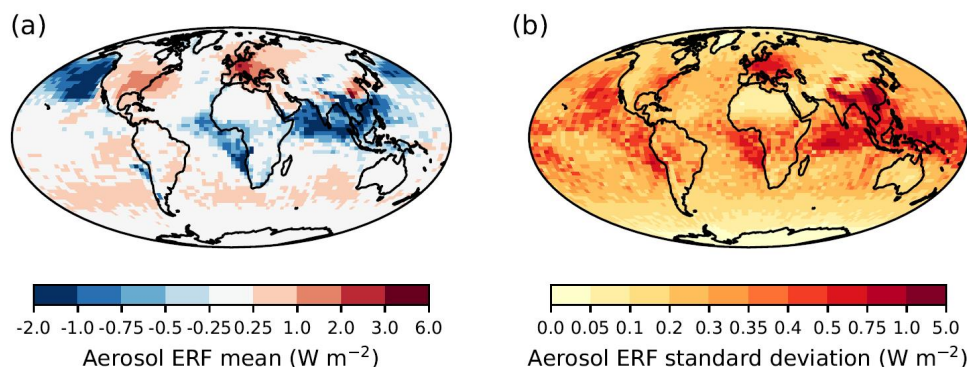 (a)
(b)
-2.0 -1.0 -0.75 -0.5 -0.25 0.25 1.0 2.0 3.0 6.0
Aerosol ERF mean (W m⁻²)
0.0 0.05 0.1 0.2 0.3 0.35 0.4 0.5 0.75 1.0 5.0
Aerosol ERF standard deviation (W m⁻²)